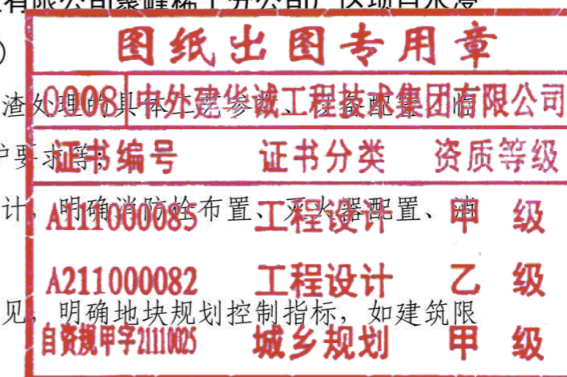 有限公司聚峰稀土分公司厂区项目水漫
)
图纸出图专用章
渣处理的具体工艺参数、设备配置、临
0008 中外建华诚工程技术集团有限公司
护要求等;
证书编号 证书分类 资质等级
计,明确消防栓布置、灭火器配置、消
A111000085 工程设计 甲 级
A211000082 工程设计 乙 级
见,明确地块规划控制指标,如建筑限
自资规甲字21110025 城乡规划 甲 级